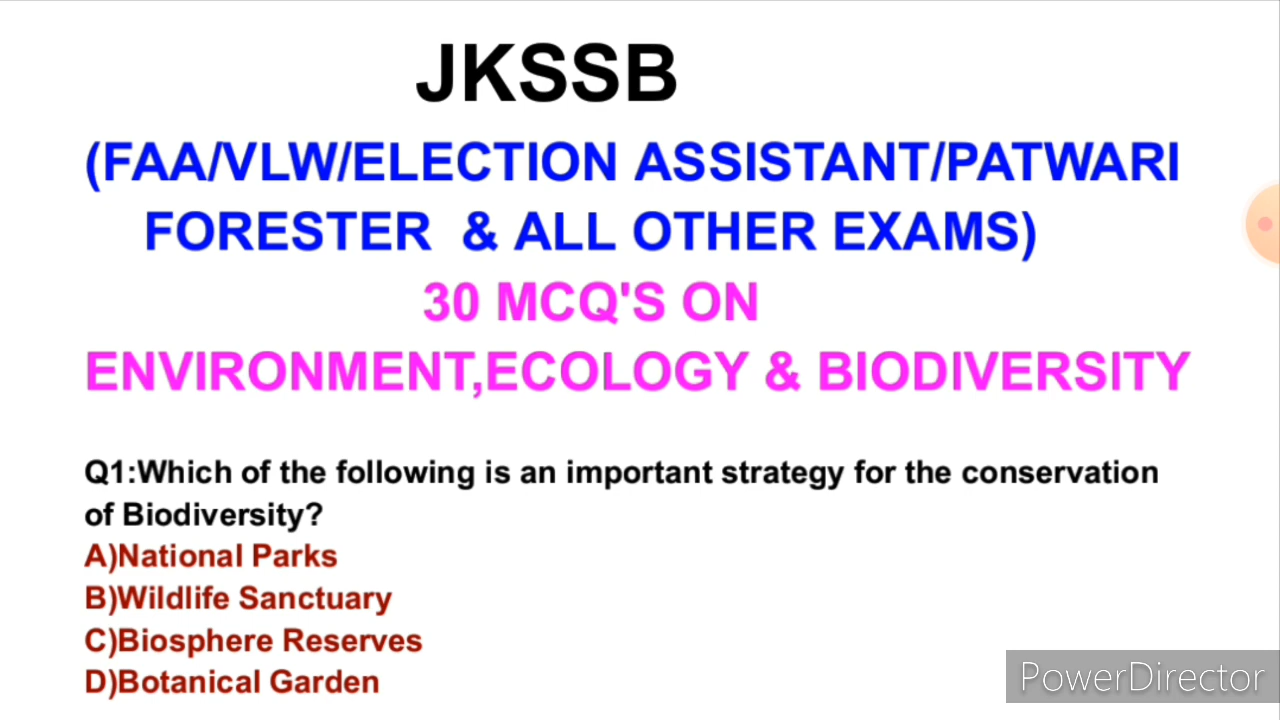 JKSSB
(FAA/VLW/ELECTION ASSISTANT/PATWARI
FORESTER & ALL OTHER EXAMS)
30 MCQ'S ON
ENVIRONMENT,ECOLOGY & BIODIVERSITY
Q1:Which of the following is an important strategy for the conservation
of Biodiversity?
A)National Parks
B)Wildlife Sanctuary
C)Biosphere Reserves
D)Botanical Garden
PowerDirector